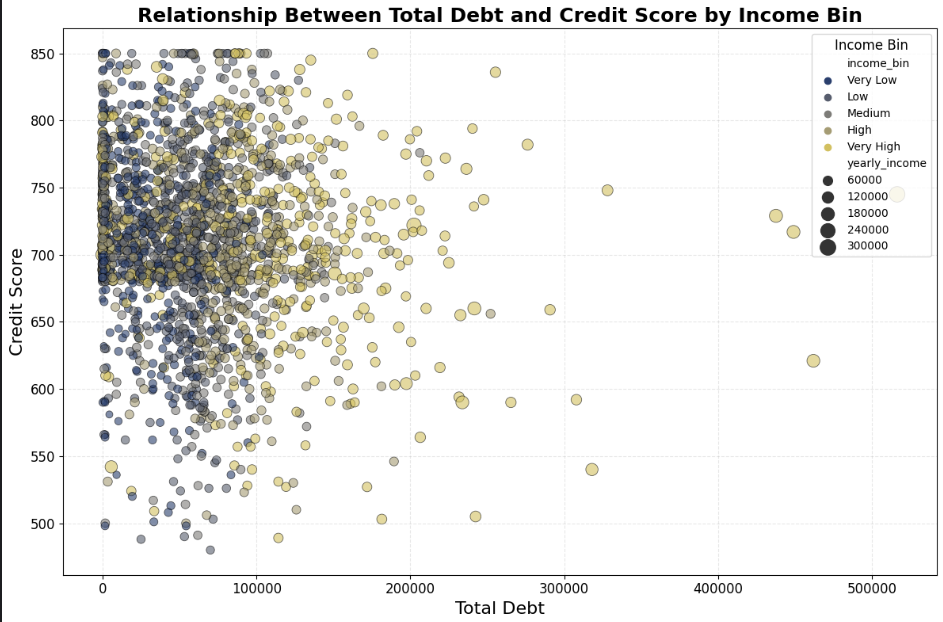 Relationship Between Total Debt and Credit Score by Income Bin
Income Bin
income_bin
Very Low
Low
Medium
High
Very High
yearly_income
60000
120000
180000
240000
300000
Credit Score
850
800
750
700
650
600
550
500
0
100000
200000
300000
400000
500000
Total Debt